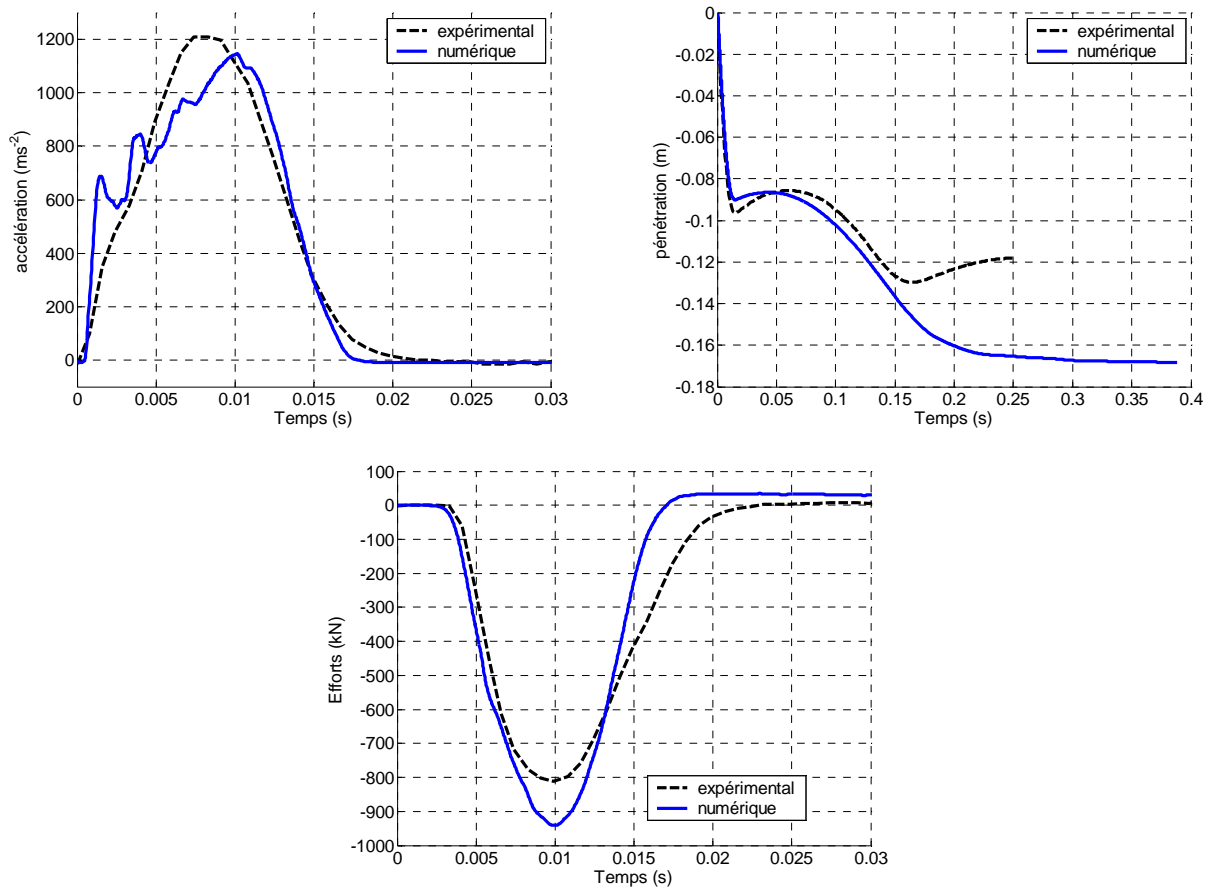 expérimental
numérique
1200
1000
800
600
400
200
0
accélération (ms-2)
0 0.005 0.01 0.015 0.02 0.025 0.03
Temps (s)
expérimental
numérique
0
-0.02
-0.04
-0.06
-0.08
-0.1
-0.12
-0.14
-0.16
-0.18
pénétration (m)
0 0.05 0.1 0.15 0.2 0.25 0.3 0.35 0.4
Temps (s)
100
0
-100
-200
-300
-400
-500
-600
-700
-800
-900
-1000
Efforts (kN)
expérimental
numérique
0 0.005 0.01 0.015 0.02 0.025 0.03
Temps (s)